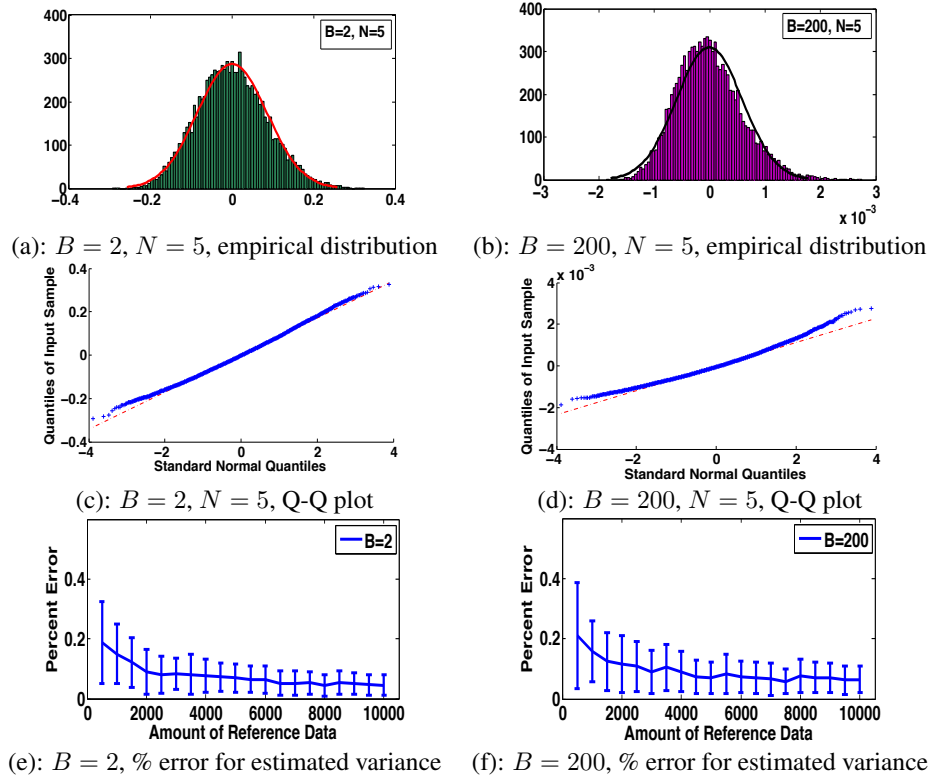 400
300
200
100
0
−0.4 −0.2 0 0.2 0.4
B=2, N=5
400
300
200
100
0
−3 −2 −1 0 1 2 3
x 10⁻³
B=200, N=5
(a): B = 2, N = 5, empirical distribution
(b): B = 200, N = 5, empirical distribution
Quantiles of Input Sample
0.4
0.2
0
−0.2
−0.4
−4 −2 0 2 4
Standard Normal Quantiles
Quantiles of Input Sample
x 10⁻³
4
2
0
−2
−4
−4 −2 0 2 4
Standard Normal Quantiles
(c): B = 2, N = 5, Q-Q plot
(d): B = 200, N = 5, Q-Q plot
Percent Error
0.4
0.2
0
0 2000 4000 6000 8000 10000
Amount of Reference Data
B=2
Percent Error
0.4
0.2
0
0 2000 4000 6000 8000 10000
Amount of Reference Data
B=200
(e): B = 2, % error for estimated variance
(f): B = 200, % error for estimated variance